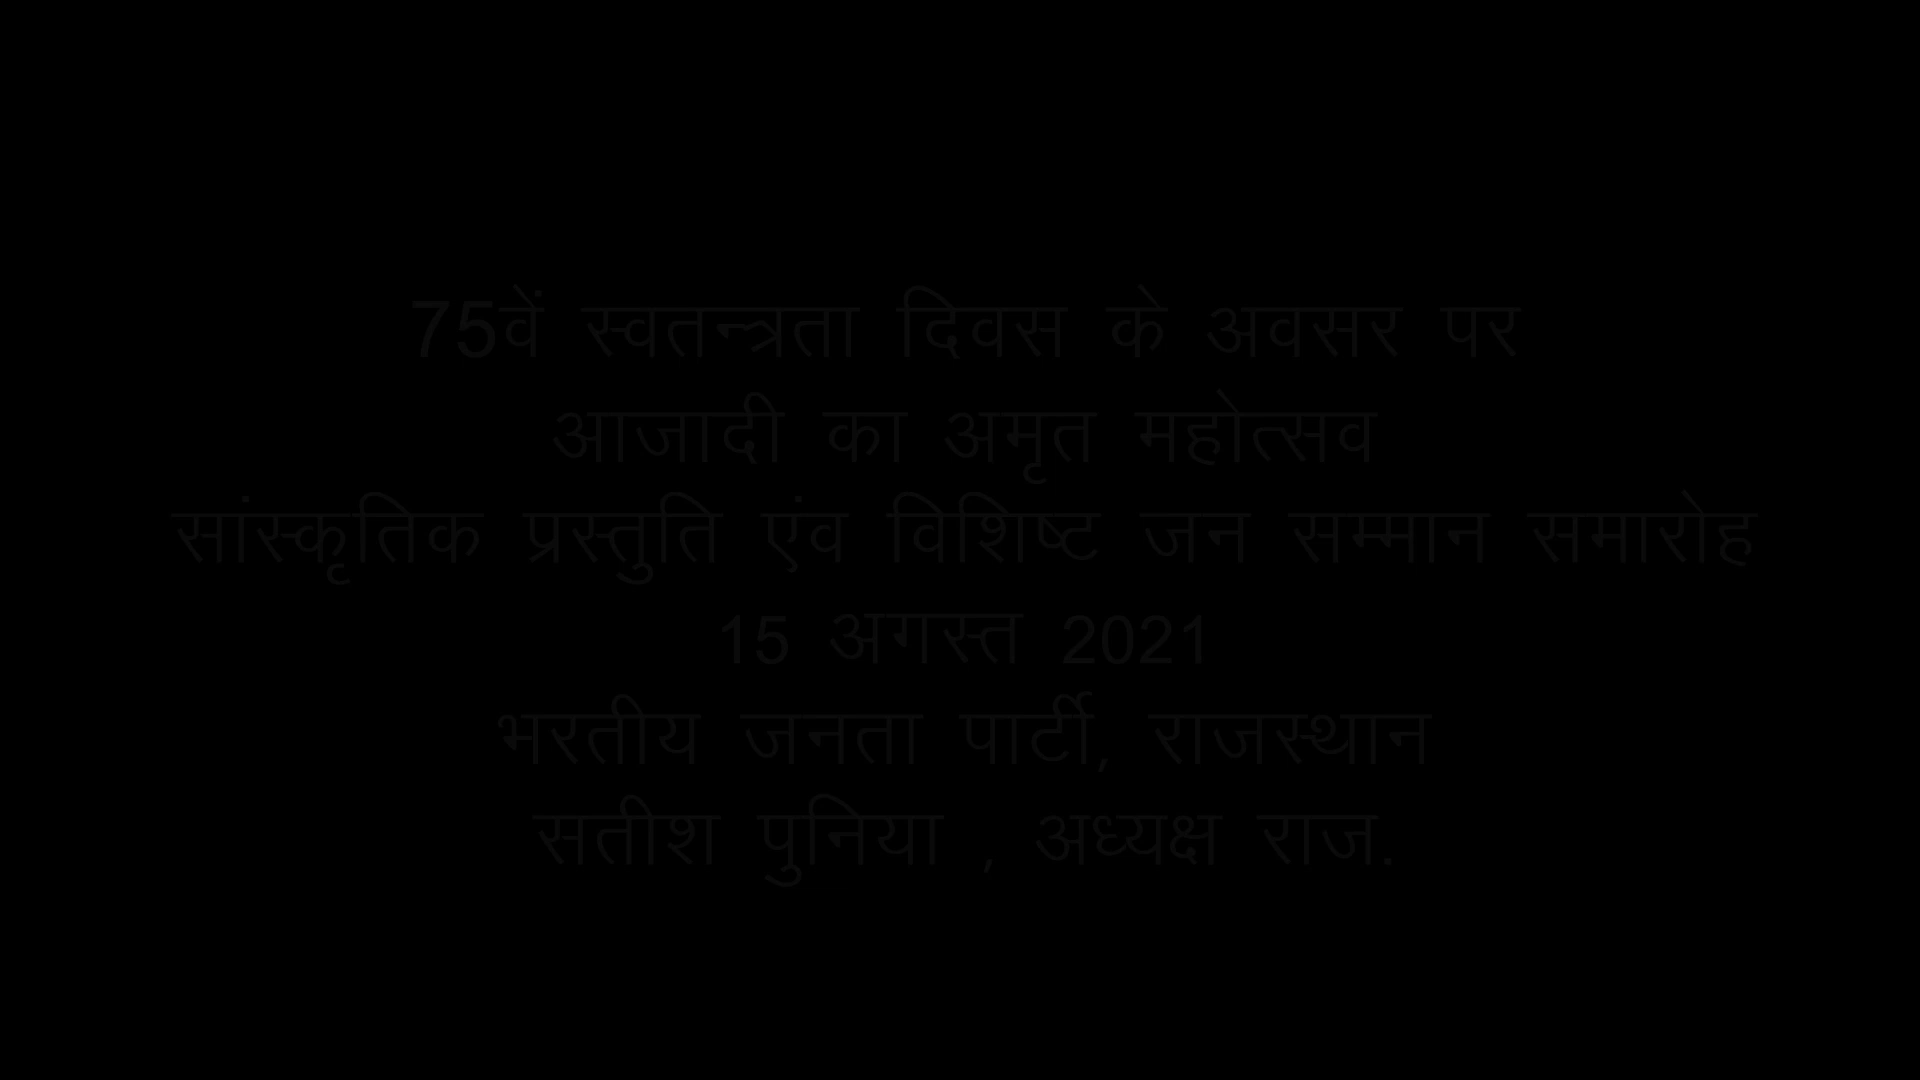 75वें स्वतन्त्रता दिवस के अवसर पर
आजादी का अमृत महोत्सव
सांस्कृतिक प्रस्तुति एंव विशिष्ट जन सम्मान समारोह
15 अगस्त 2021
भरतीय जनता पार्टी, राजस्थान
सतीश पुनिया , अध्यक्ष राज.